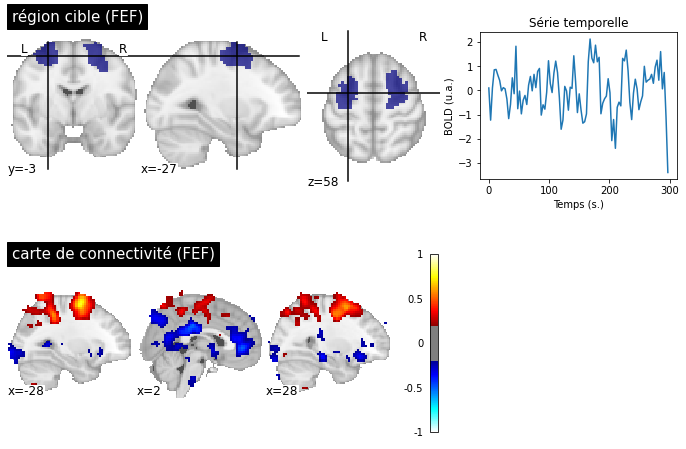 région cible (FEF)
L R
y=-3
x=-27
L R
z=58
Série temporelle
BOLD (u.a.)
2
1
0
−1
−2
−3
0 100 200 300
Temps (s.)
carte de connectivité (FEF)
x=-28
x=2
x=28
1
0.5
0
-0.5
-1